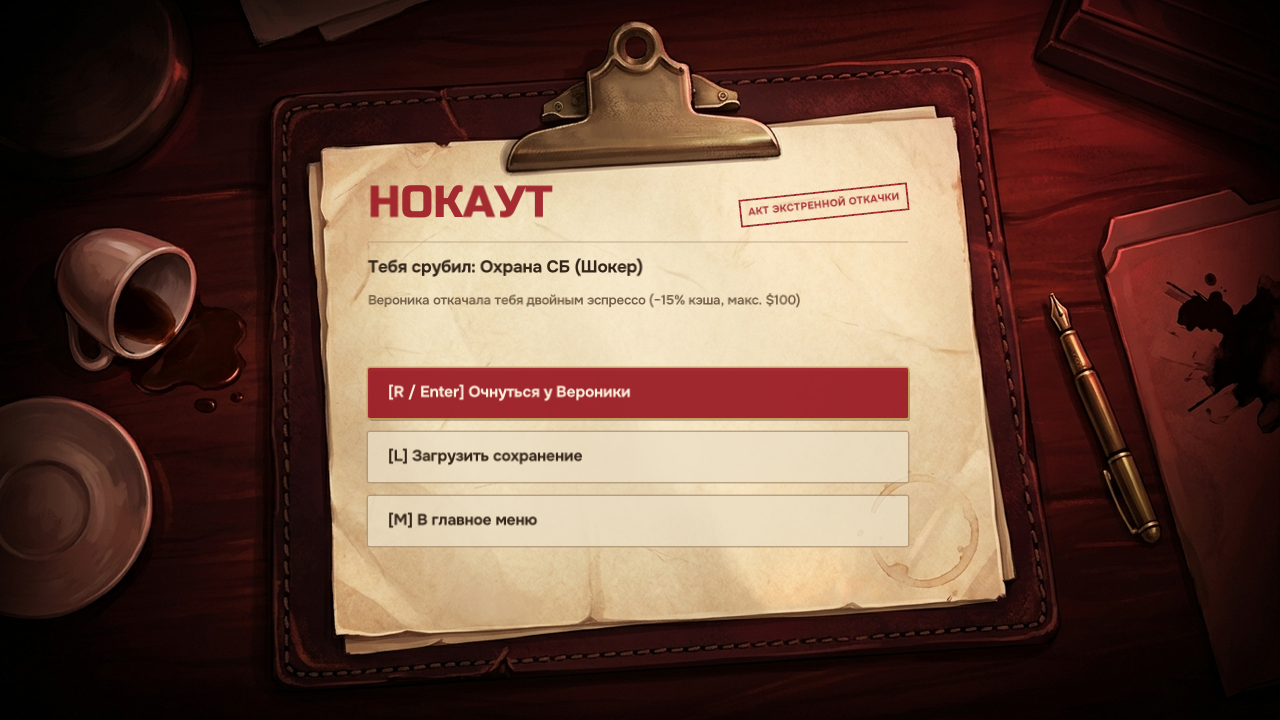 НОКАУТ
АКТ ЭКСТРЕННОЙ ОТКАЧКИ
Тебя срубил: Охрана СБ (Шокер)
Вероника откачала тебя двойным эспрессо (−15% кэша, макс. $100)
[R / Enter] Очнуться у Вероники
[L] Загрузить сохранение
[M] В главное меню